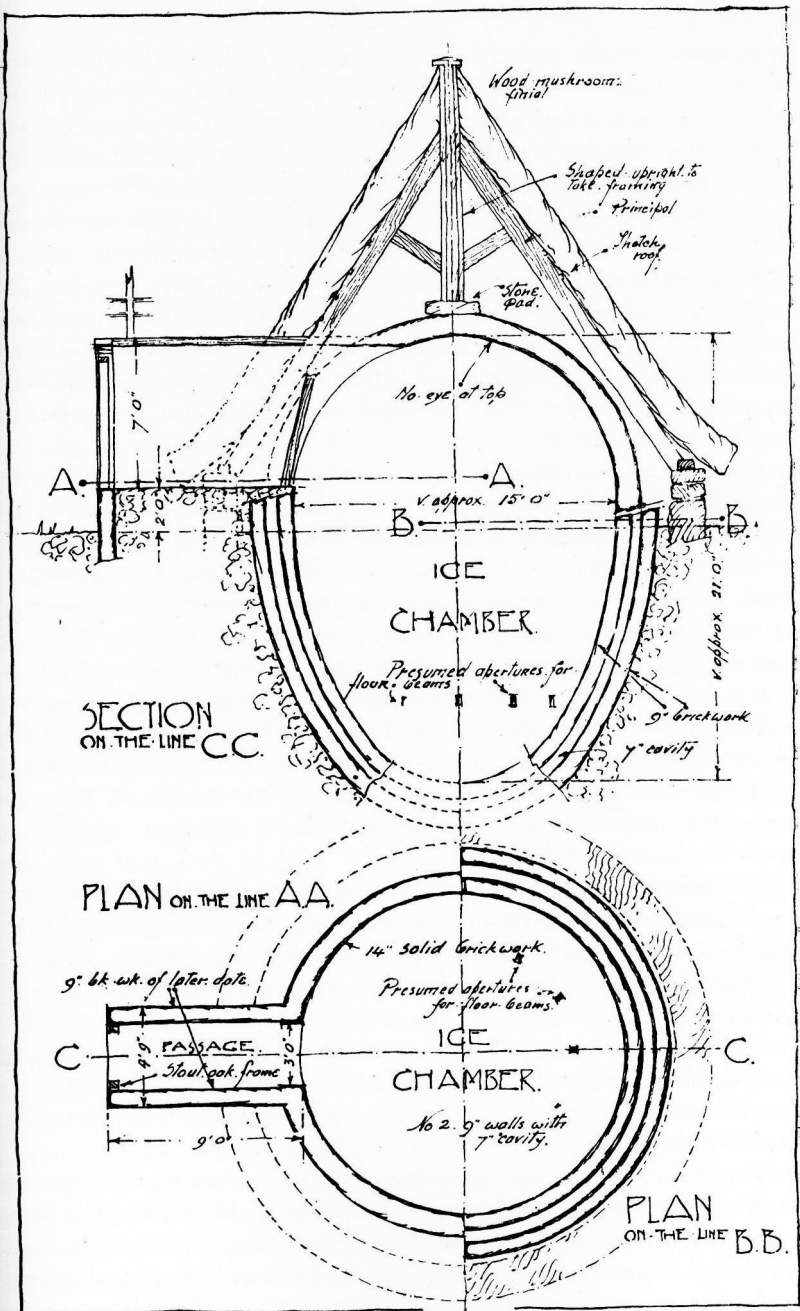 Wood mushroom
finial
Shaped upright to
take framing
Principal
Thatch
roof.
Stone
pad.
No eye at top
7'0"
A.
A.
2'0"
v. approx. 15'0"
B.
B.
ICE
CHAMBER.
v. approx 21.0"
Presumed apertures for
floor beams
9" brickwork
7" cavity
SECTION
ON THE LINE C.C.
PLAN ON THE LINE A.A.
14" solid brickwork.
9" bk wk of later date
Presumed apertures
for floor beams.
C
PASSAGE
4'9"
3'0"
Stout oak frame
ICE
CHAMBER.
C.
No 2. 9" walls with
7" cavity.
9'0"
PLAN
ON THE LINE B.B.